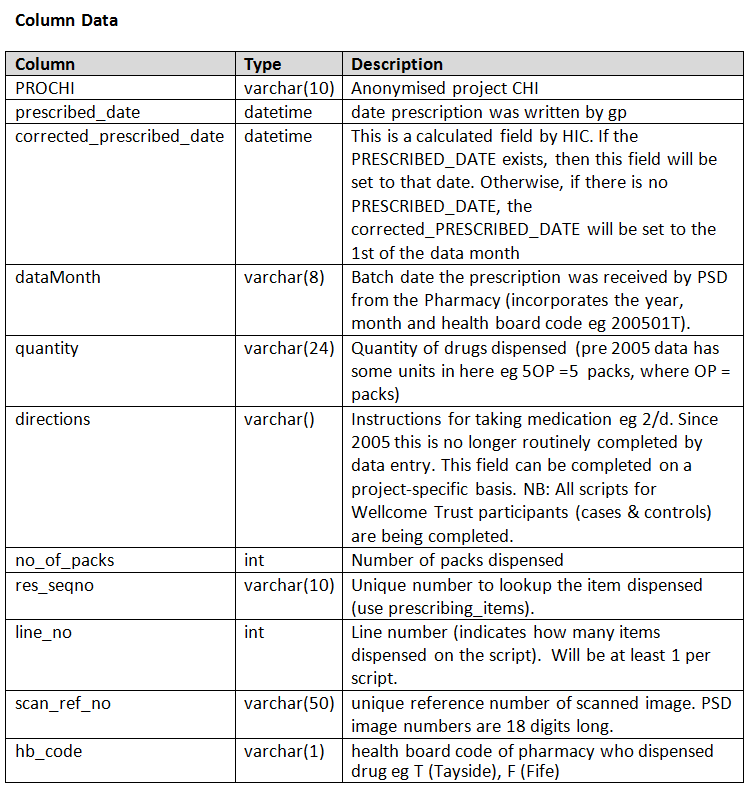 Column Data
Column Type Description
PROCHI varchar(10) Anonymised project CHI
prescribed_date datetime date prescription was written by gp
corrected_prescribed_date datetime This is a calculated field by HIC. If the
PRESCRIBED_DATE exists, then this field will be
set to that date. Otherwise, if there is no
PRESCRIBED_DATE, the
corrected_PRESCRIBED_DATE will be set to the
1st of the data month
dataMonth varchar(8) Batch date the prescription was received by PSD
from the Pharmacy (incorporates the year,
month and health board code eg 200501T).
quantity varchar(24) Quantity of drugs dispensed (pre 2005 data has
some units in here eg 5OP =5 packs, where OP =
packs)
directions varchar() Instructions for taking medication eg 2/d. Since
2005 this is no longer routinely completed by
data entry. This field can be completed on a
project-specific basis. NB: All scripts for
Wellcome Trust participants (cases & controls)
are being completed.
no_of_packs int Number of packs dispensed
res_seqno varchar(10) Unique number to lookup the item dispensed
(use prescribing_items).
line_no int Line number (indicates how many items
dispensed on the script). Will be at least 1 per
script.
scan_ref_no varchar(50) unique reference number of scanned image. PSD
image numbers are 18 digits long.
hb_code varchar(1) health board code of pharmacy who dispensed
drug eg T (Tayside), F (Fife)